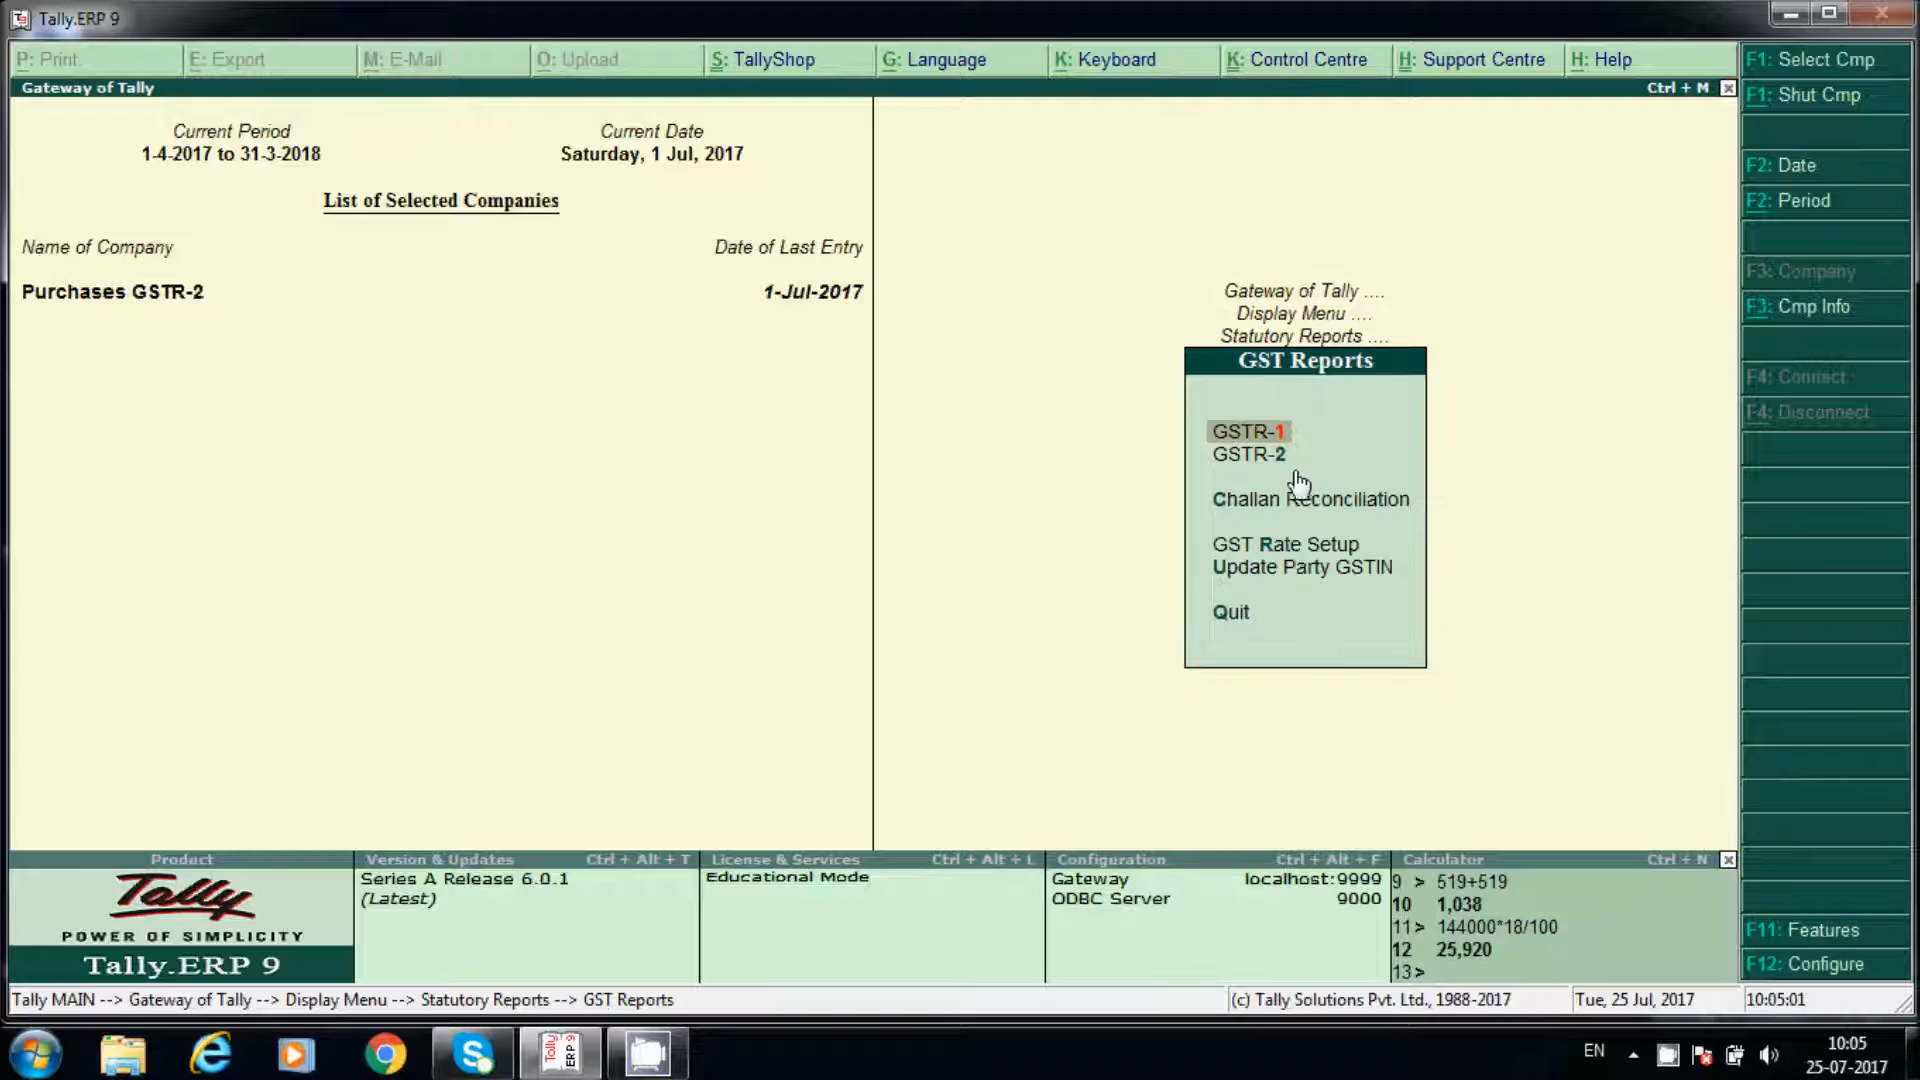 Tally.ERP 9
P: Print
E: Export
M: E-Mail
O: Upload
S: TallyShop
G: Language
K: Keyboard
K: Control Centre
H: Support Centre
H: Help
Gateway of Tally
Ctrl + M
Current Period
1-4-2017 to 31-3-2018
Current Date
Saturday, 1 Jul, 2017
List of Selected Companies
Name of Company
Date of Last Entry
Purchases GSTR-2
1-Jul-2017
Gateway of Tally ....
Display Menu ....
Statutory Reports ....
GST Reports
GSTR-1
GSTR-2
Challan Reconciliation
GST Rate Setup
Update Party GSTIN
Quit
F1: Select Cmp
F1: Shut Cmp
F2: Date
F2: Period
F3: Company
F3: Cmp Info
F4: Connect
F4: Disconnect
F11: Features
F12: Configure
Product
Tally
POWER OF SIMPLICITY
Tally.ERP 9
Version & Updates Ctrl + Alt + T
Series A Release 6.0.1
(Latest)
License & Services Ctrl + Alt + L
Educational Mode
Configuration Ctrl + Alt + F
Gateway localhost:9999
ODBC Server 9000
Calculator Ctrl + N
9 > 519+519
10 1,038
11> 144000*18/100
12 25,920
13>
Tally MAIN --> Gateway of Tally --> Display Menu --> Statutory Reports --> GST Reports
(c) Tally Solutions Pvt. Ltd., 1988-2017
Tue, 25 Jul, 2017
10:05:01
Tally
ERP 9
EN
10:05
25-07-2017